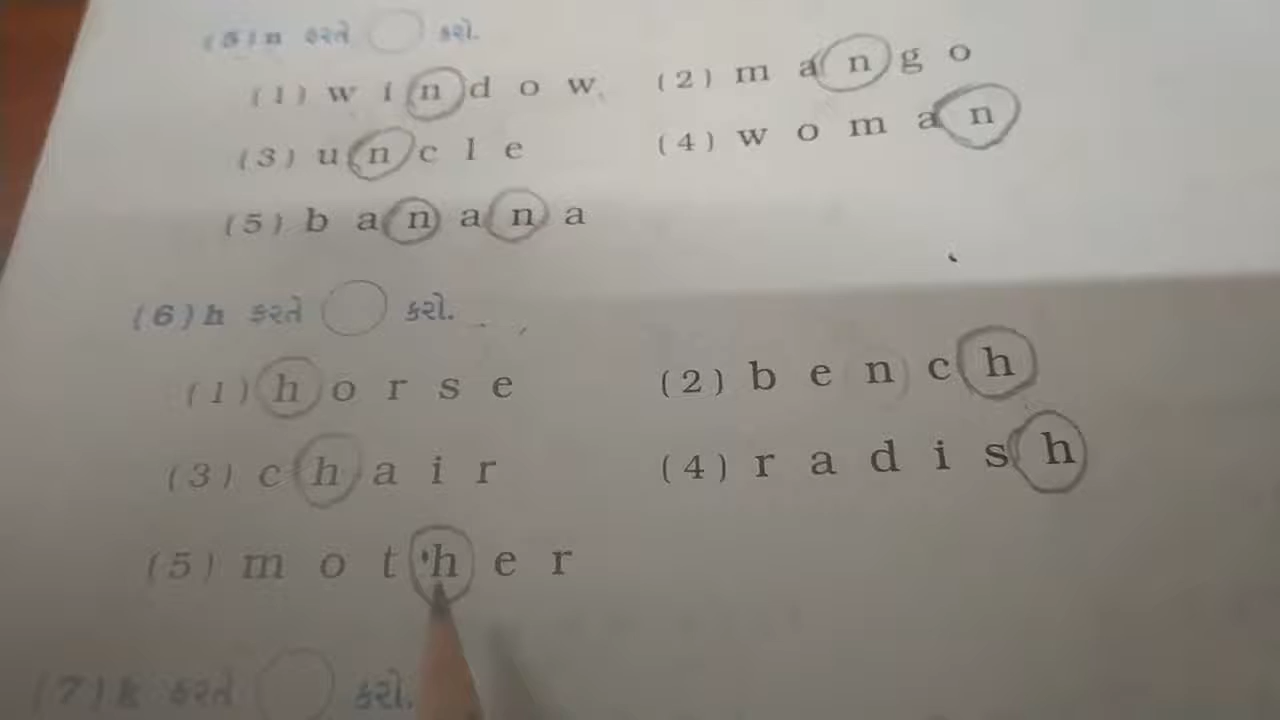 (5) n ફરતે ◯ કરો.
(1) w i n d o w (2) m a n g o
(3) u n c l e (4) w o m a n
(5) b a n a n a
(6) h ફરતે ◯ કરો.
(1) h o r s e (2) b e n c h
(3) c h a i r (4) r a d i s h
(5) m o t h e r
(7) k ફરતે ◯ કરો.